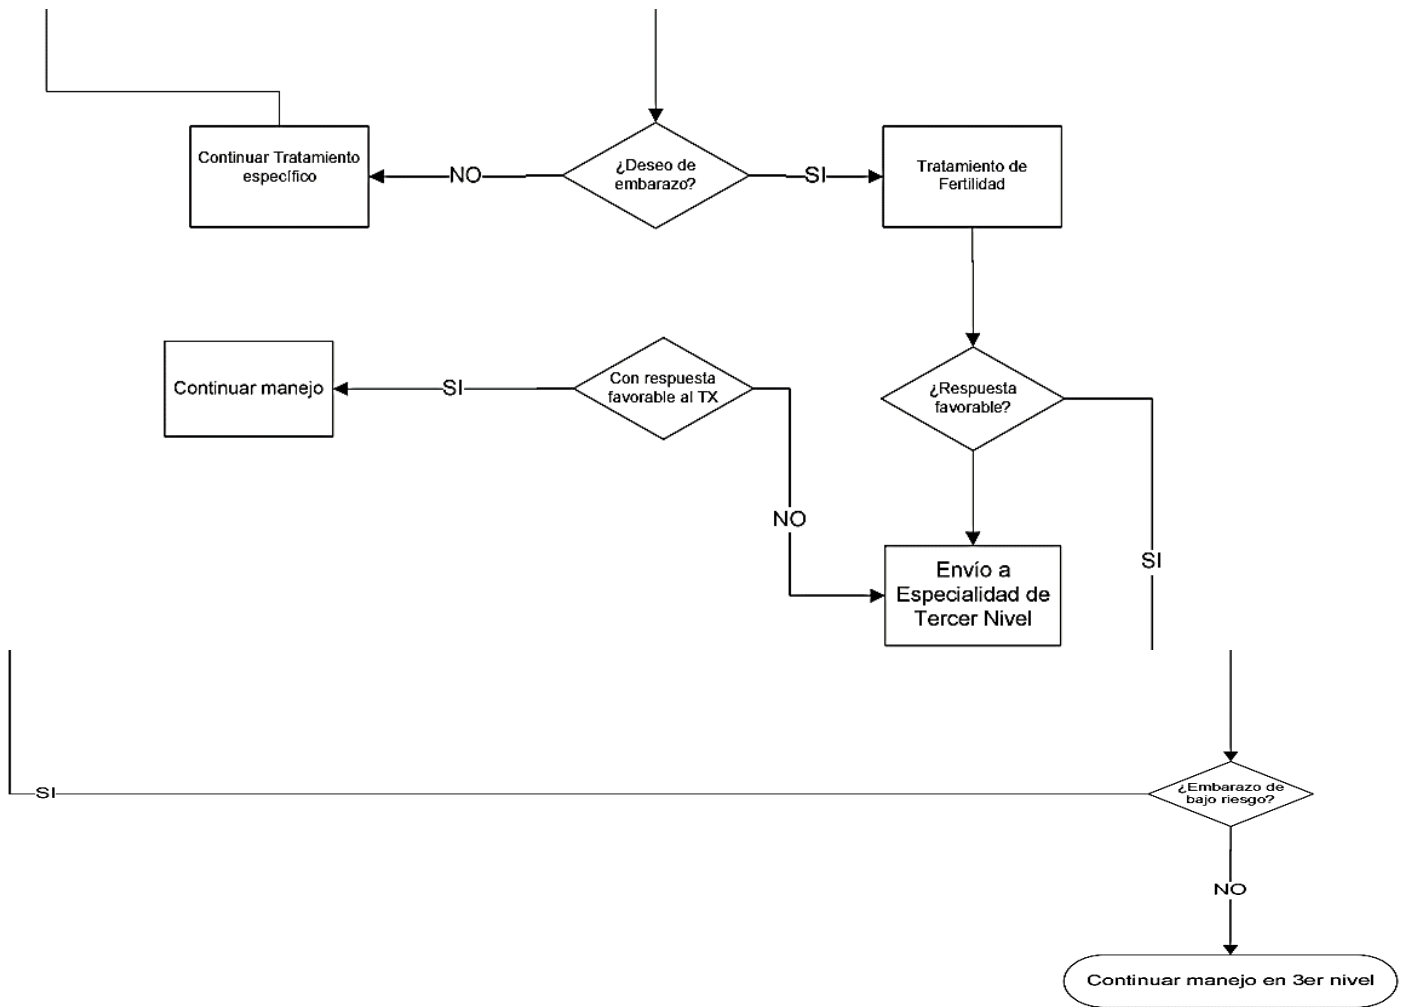 Continuar Tratamiento
específico
NO
¿Deseo de
embarazo?
SI
Tratamiento de
Fertilidad
Continuar manejo
SI
Con respuesta
favorable al TX
¿Respuesta
favorable?
NO
Envío a
Especialidad de
Tercer Nivel
SI
SI
¿Embarazo de
bajo riesgo?
NO
Continuar manejo en 3er nivel